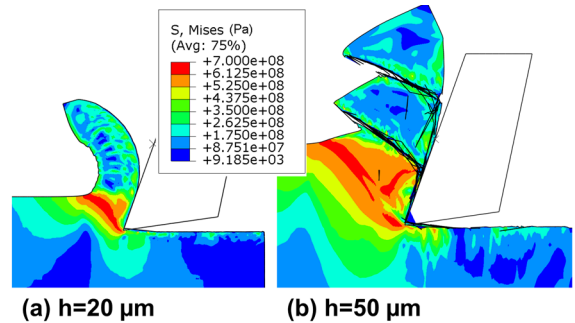 S, Mises (Pa)
(Avg: 75%)
+7.000e+08
+6.125e+08
+5.250e+08
+4.375e+08
+3.500e+08
+2.625e+08
+1.750e+08
+8.751e+07
+9.185e+03
(a) h=20 µm
(b) h=50 µm